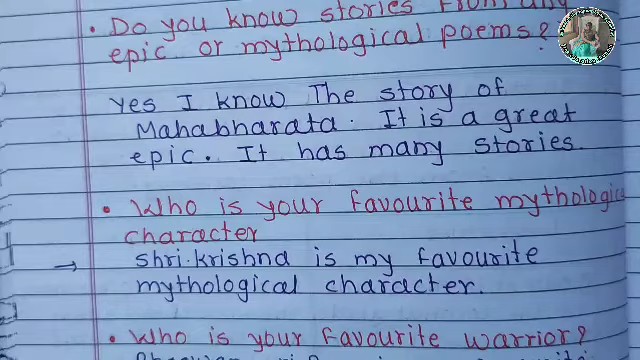 • Do you know stories from any
epic or mythological poems?
Yes I know The story of
Mahabharata. It is a great
epic. It has many stories.
• Who is your favourite mythological
character
→ shri.krishna is my favourite
mythological character.
• Who is your favourite warrior?